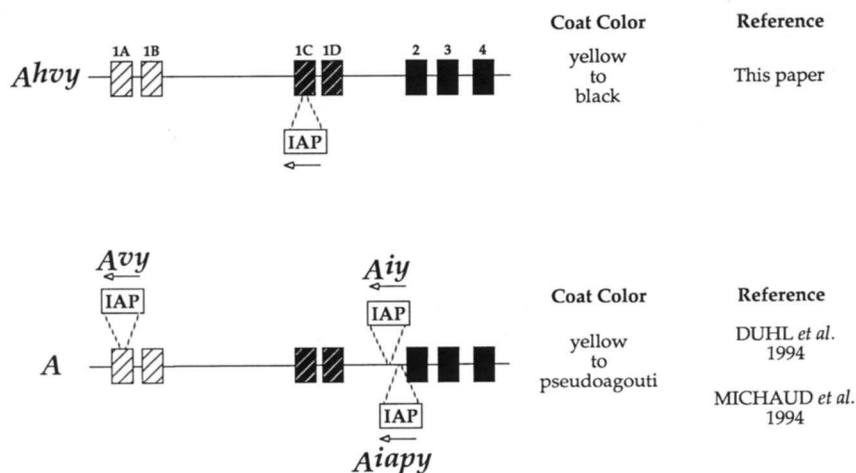 Coat Color Reference
1A 1B 1C 1D 2 3 4
Ahvy
yellow
to
black
This paper
IAP
Avy
Aiy
IAP
IAP
Coat Color Reference
A
yellow
to
pseudoagouti
DUHL et al.
1994
IAP
MICHAUD et al.
1994
Aiapy